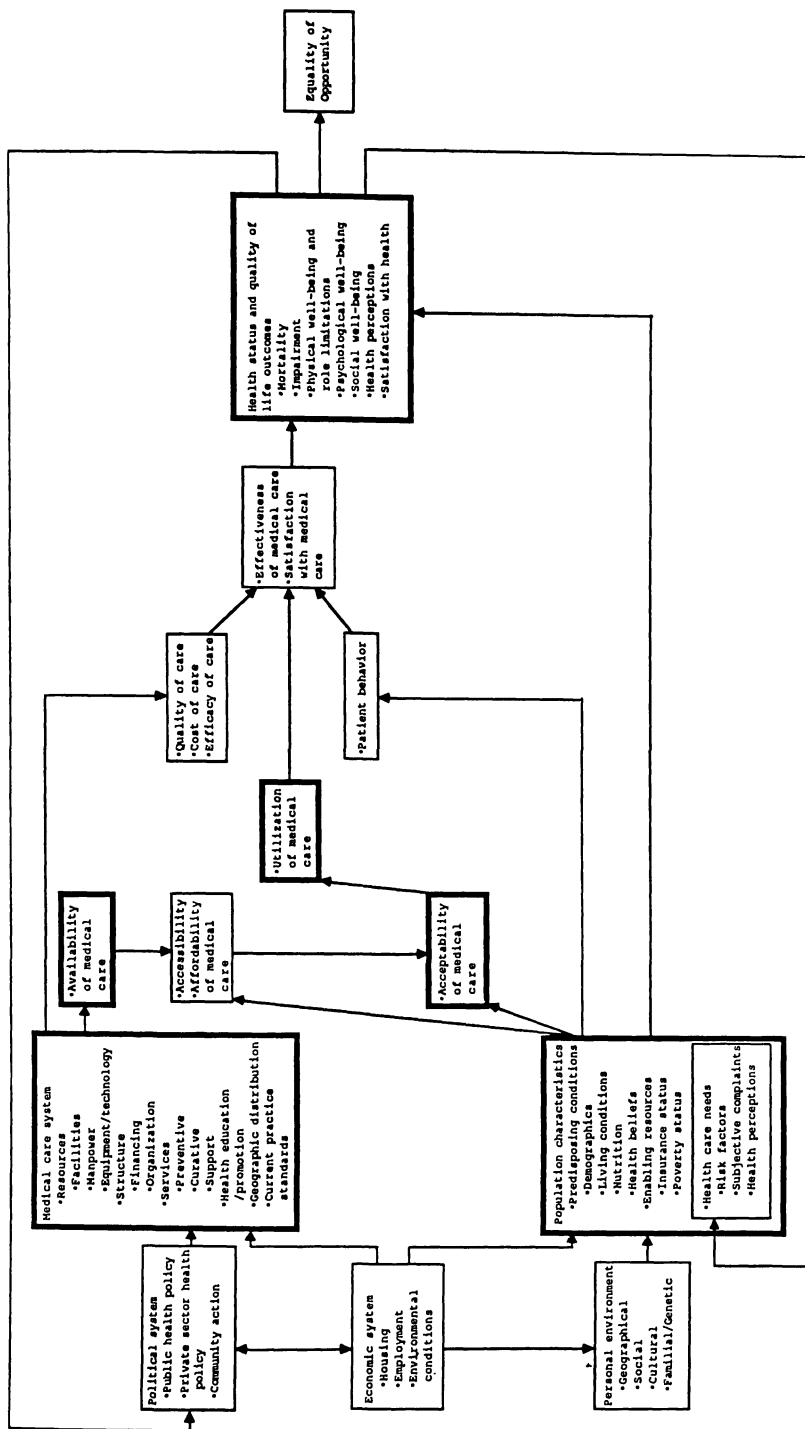 Political system
•Public health policy
•Private sector health
policy
•Community action
Economic system
•Housing
•Employment
•Environmental
conditions
Personal environment
•Geographical
•Social
•Cultural
•Familial/Genetic
Medical care system
•Resources
•Facilities
•Manpower
•Equipment/technology
•Structure
•Financing
•Organization
•Services
•Preventive
•Curative
•Support
•Health education
/promotion
•Geographic distribution
•Current practice
standards
Population characteristics
•Predisposing conditions
•Demographics
•Living conditions
•Nutrition
•Health beliefs
•Enabling resources
•Insurance status
•Poverty status
•Health care needs
•Risk factors
•Subjective complaints
•Health perceptions
•Availability
of medical
care
•Accessibility
•Affordability
of medical
care
•Acceptability
of medical
care
•Utilization
of medical
care
•Quality of care
•Cost of care
•Efficacy of care
•Patient behavior
•Effectiveness
of medical care
•Satisfaction
with medical
care
Health status and quality of
life outcomes
•Mortality
•Impairment
•Physical well-being and
role limitations
•Psychological well-being
•Social well-being
•Health perceptions
•Satisfaction with health
Equality of
Opportunity